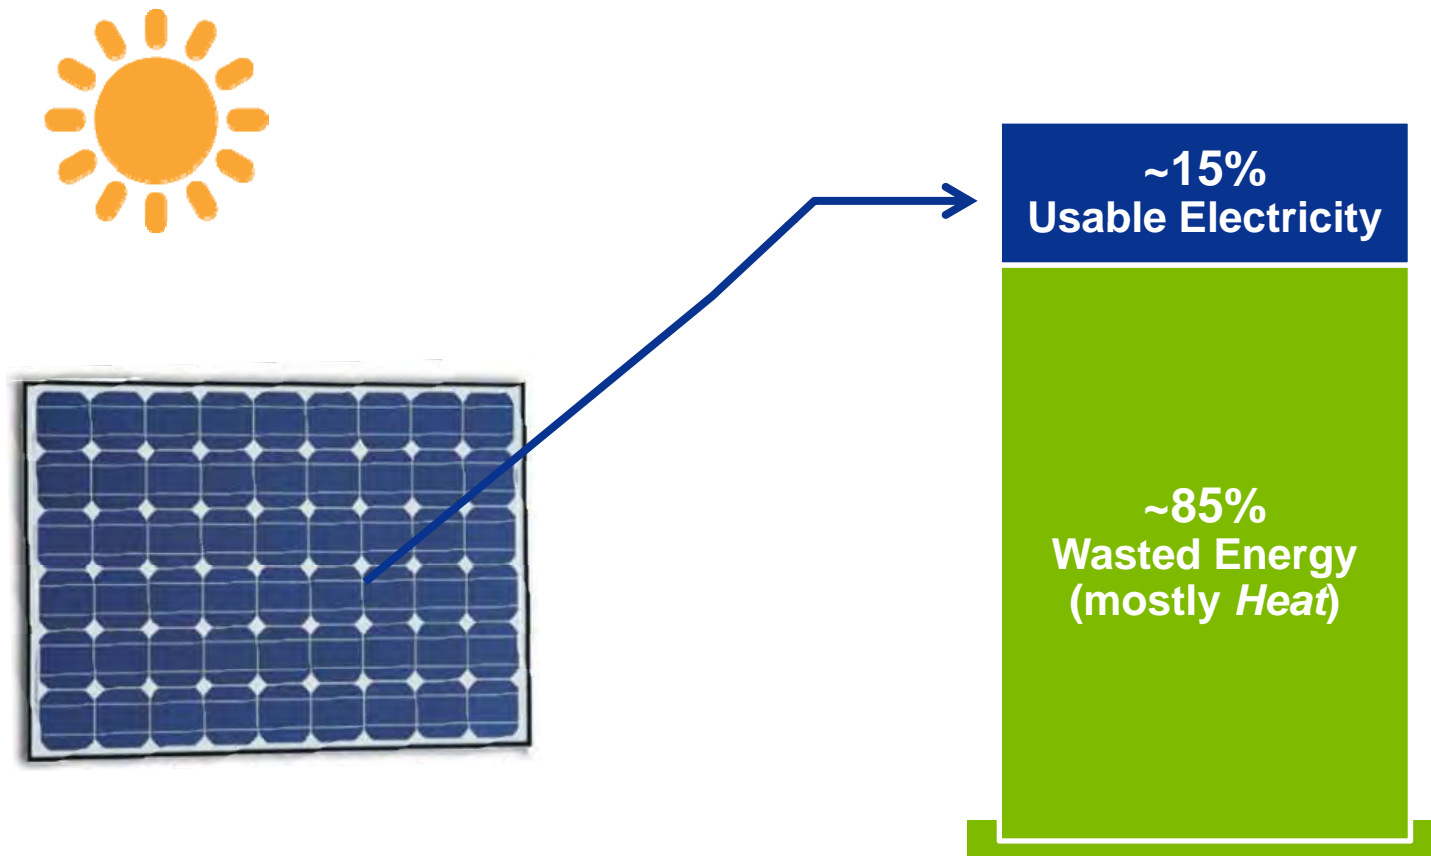 ~15%
Usable Electricity
~85%
Wasted Energy
(mostly Heat)